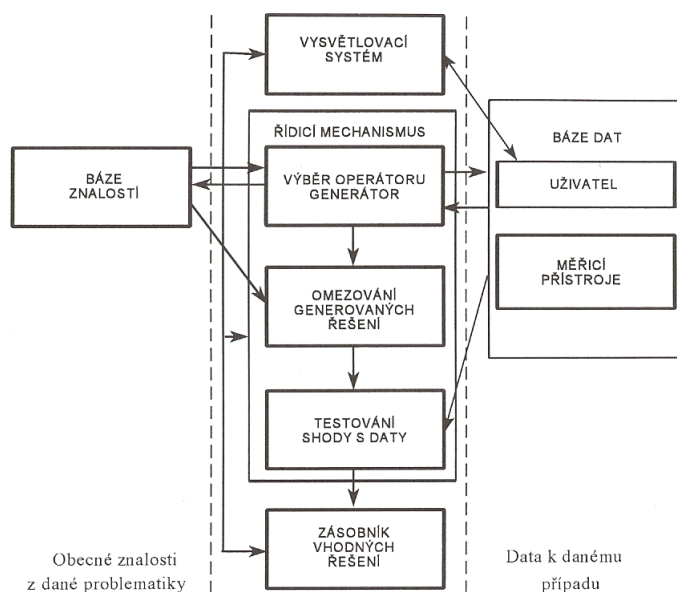 VYSVĚTLOVACÍ
SYSTÉM
ŘÍDICÍ MECHANISMUS
BÁZE DAT
BÁZE
ZNALOSTÍ
VÝBĚR OPERÁTORU
GENERÁTOR
UŽIVATEL
MĚŘICÍ
PŘÍSTROJE
OMEZOVÁNÍ
GENEROVANÝCH
ŘEŠENÍ
TESTOVÁNÍ
SHODY S DATY
ZÁSOBNÍK
VHODNÝCH
ŘEŠENÍ
Obecné znalosti
z dané problematiky
Data k danému
případu